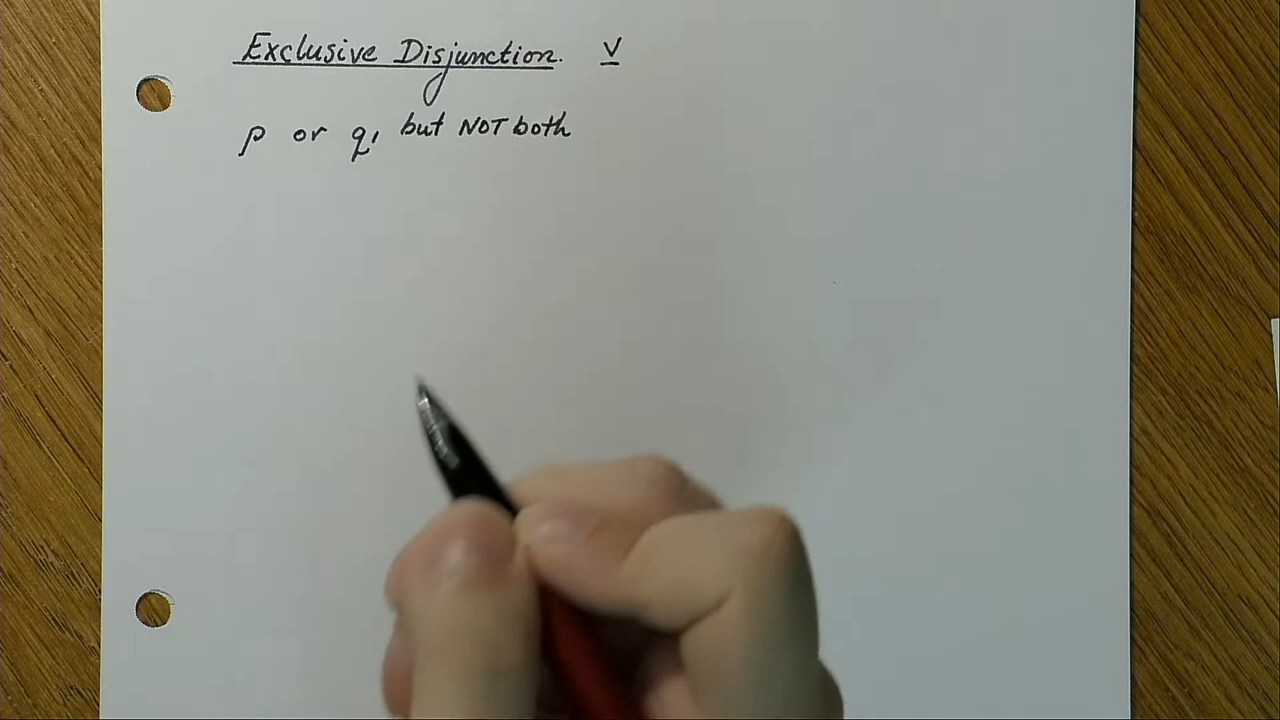 Exclusive Disjunction. ⊻
p or q, but NOT both